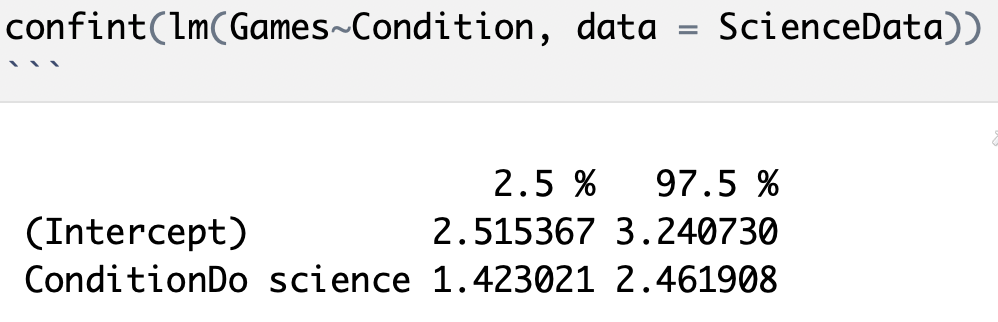 confint(lm(Games~Condition, data = ScienceData))
```
2.5 % 97.5 %
(Intercept) 2.515367 3.240730
ConditionDo science 1.423021 2.461908